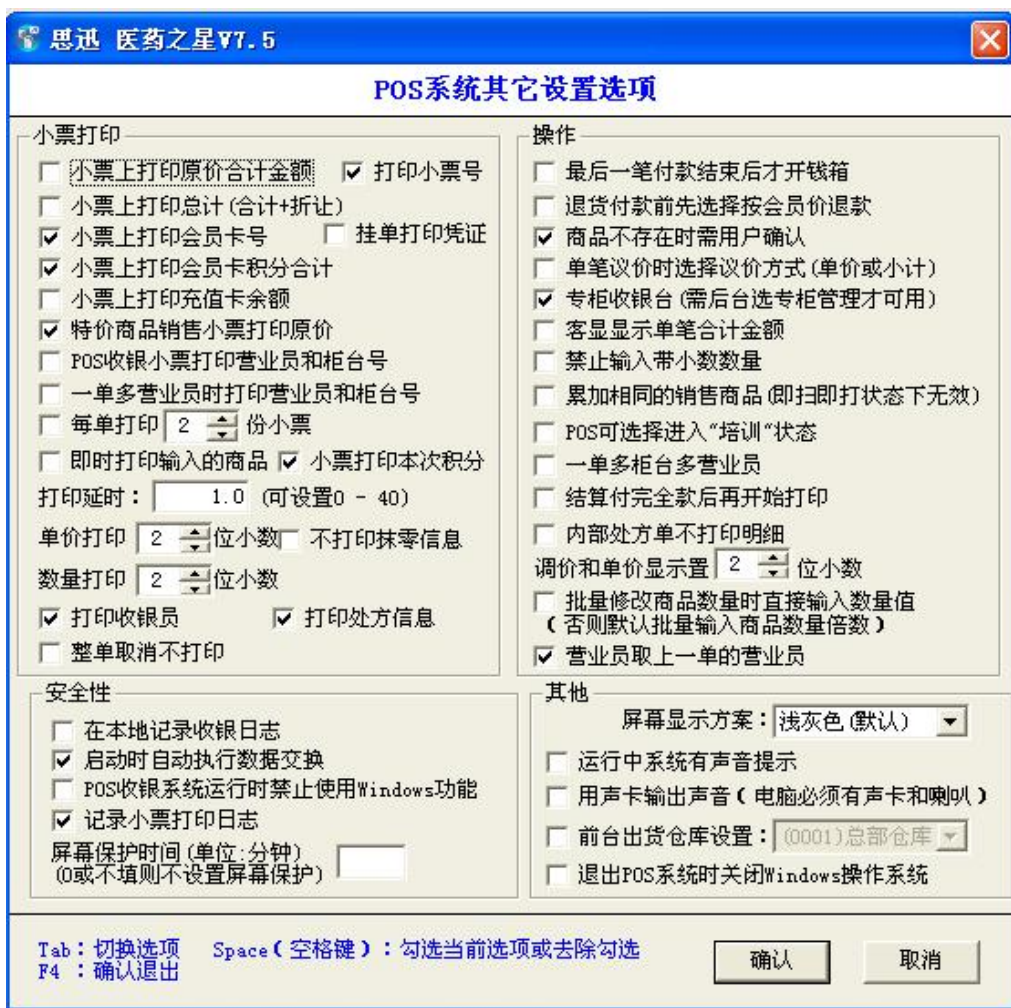 思迅 医药之星V7.5
POS系统其它设置选项
小票打印
小票上打印原价合计金额 打印小票号
小票上打印总计(合计+折让)
小票上打印会员卡号 挂单打印凭证
小票上打印会员卡积分合计
小票上打印充值卡余额
特价商品销售小票打印原价
POS收银小票打印营业员和柜台号
一单多营业员时打印营业员和柜台号
每单打印 2 份小票
即时打印输入的商品 小票打印本次积分
打印延时: 1.0 (可设置0 - 40)
单价打印 2 位小数 不打印抹零信息
数量打印 2 位小数
打印收银员 打印处方信息
整单取消不打印
操作
最后一笔付款结束后才开钱箱
退货付款前先选择按会员价退款
商品不存在时需用户确认
单笔议价时选择议价方式(单价或小计)
专柜收银台(需后台选专柜管理才可用)
客显显示单笔合计金额
禁止输入带小数数量
累加相同的销售商品(即扫即打状态下无效)
POS可选择进入“培训”状态
一单多柜台多营业员
结算付完全款后再开始打印
内部处方单不打印明细
调价和单价显示置 2 位小数
批量修改商品数量时直接输入数量值
(否则默认批量输入商品数量倍数)
营业员取上一单的营业员
安全性
在本地记录收银日志
启动时自动执行数据交换
POS收银系统运行时禁止使用Windows功能
记录小票打印日志
屏幕保护时间(单位:分钟)
(0或不填则不设置屏幕保护)
其他
屏幕显示方案: 浅灰色(默认)
运行中系统有声音提示
用声卡输出声音(电脑必须有声卡和喇叭)
前台出货仓库设置: (0001)总部仓库
退出POS系统时关闭Windows操作系统
Tab:切换选项 Space(空格键):勾选当前选项或去除勾选
F4 :确认退出
确认 取消